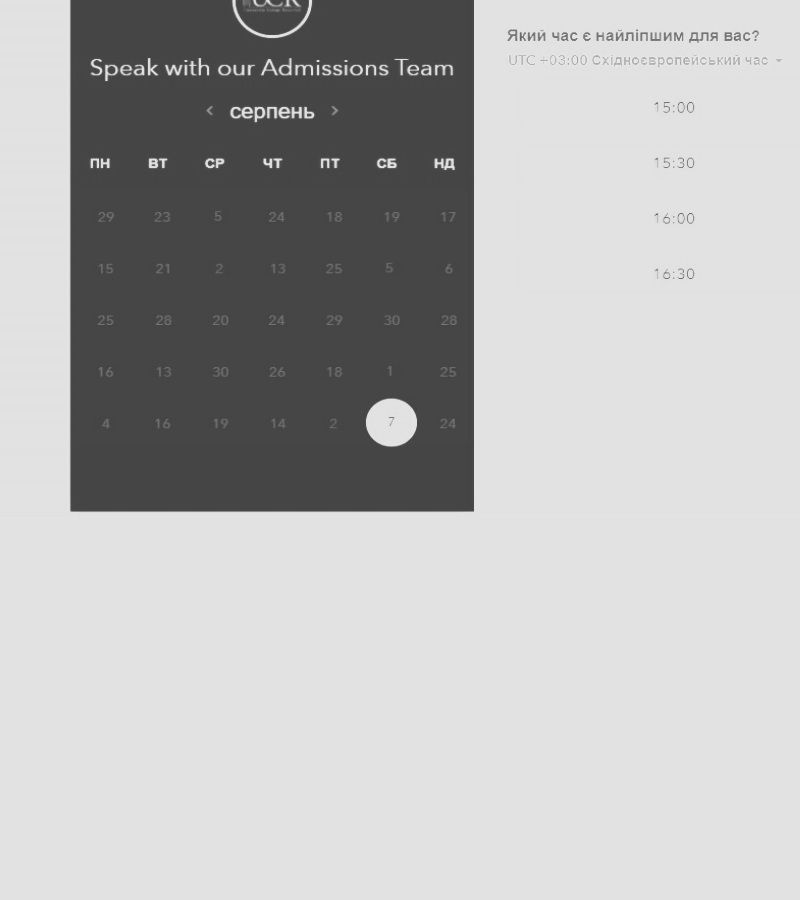 UCR
Speak with our Admissions Team
< серпень >
ПН ВТ СР ЧТ ПТ СБ НД
29 23 5 24 18 19 17
15 21 2 13 25 5 6
25 28 20 24 29 30 28
16 13 30 26 18 1 25
4 16 19 14 2 7 24
Який час є найліпшим для вас?
UTC +03:00 Східноєвропейський час
15:00
15:30
16:00
16:30